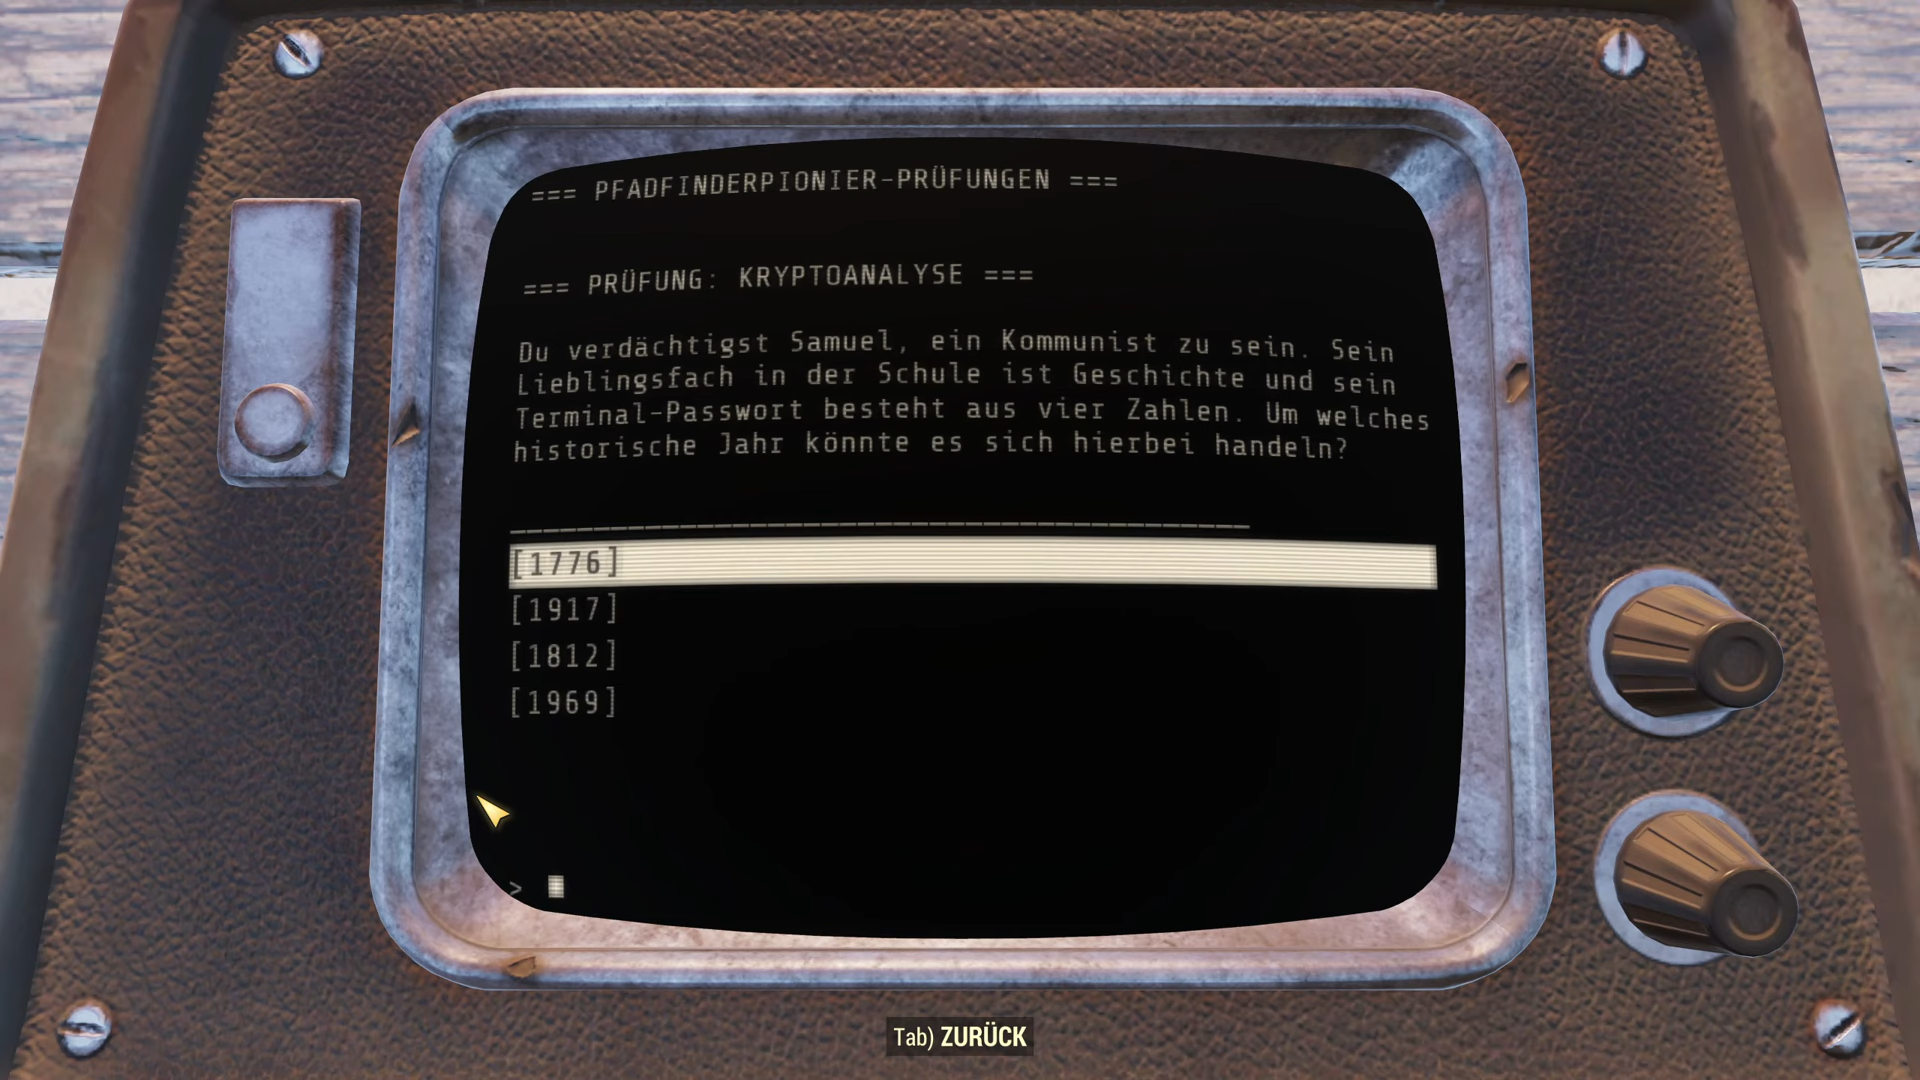 === PFADFINDERPIONIER-PRÜFUNGEN ===
=== PRÜFUNG: KRYPTOANALYSE ===
Du verdächtigst Samuel, ein Kommunist zu sein. Sein
Lieblingsfach in der Schule ist Geschichte und sein
Terminal-Passwort besteht aus vier Zahlen. Um welches
historische Jahr könnte es sich hierbei handeln?
[1776]
[1917]
[1812]
[1969]
>
Tab) ZURÜCK